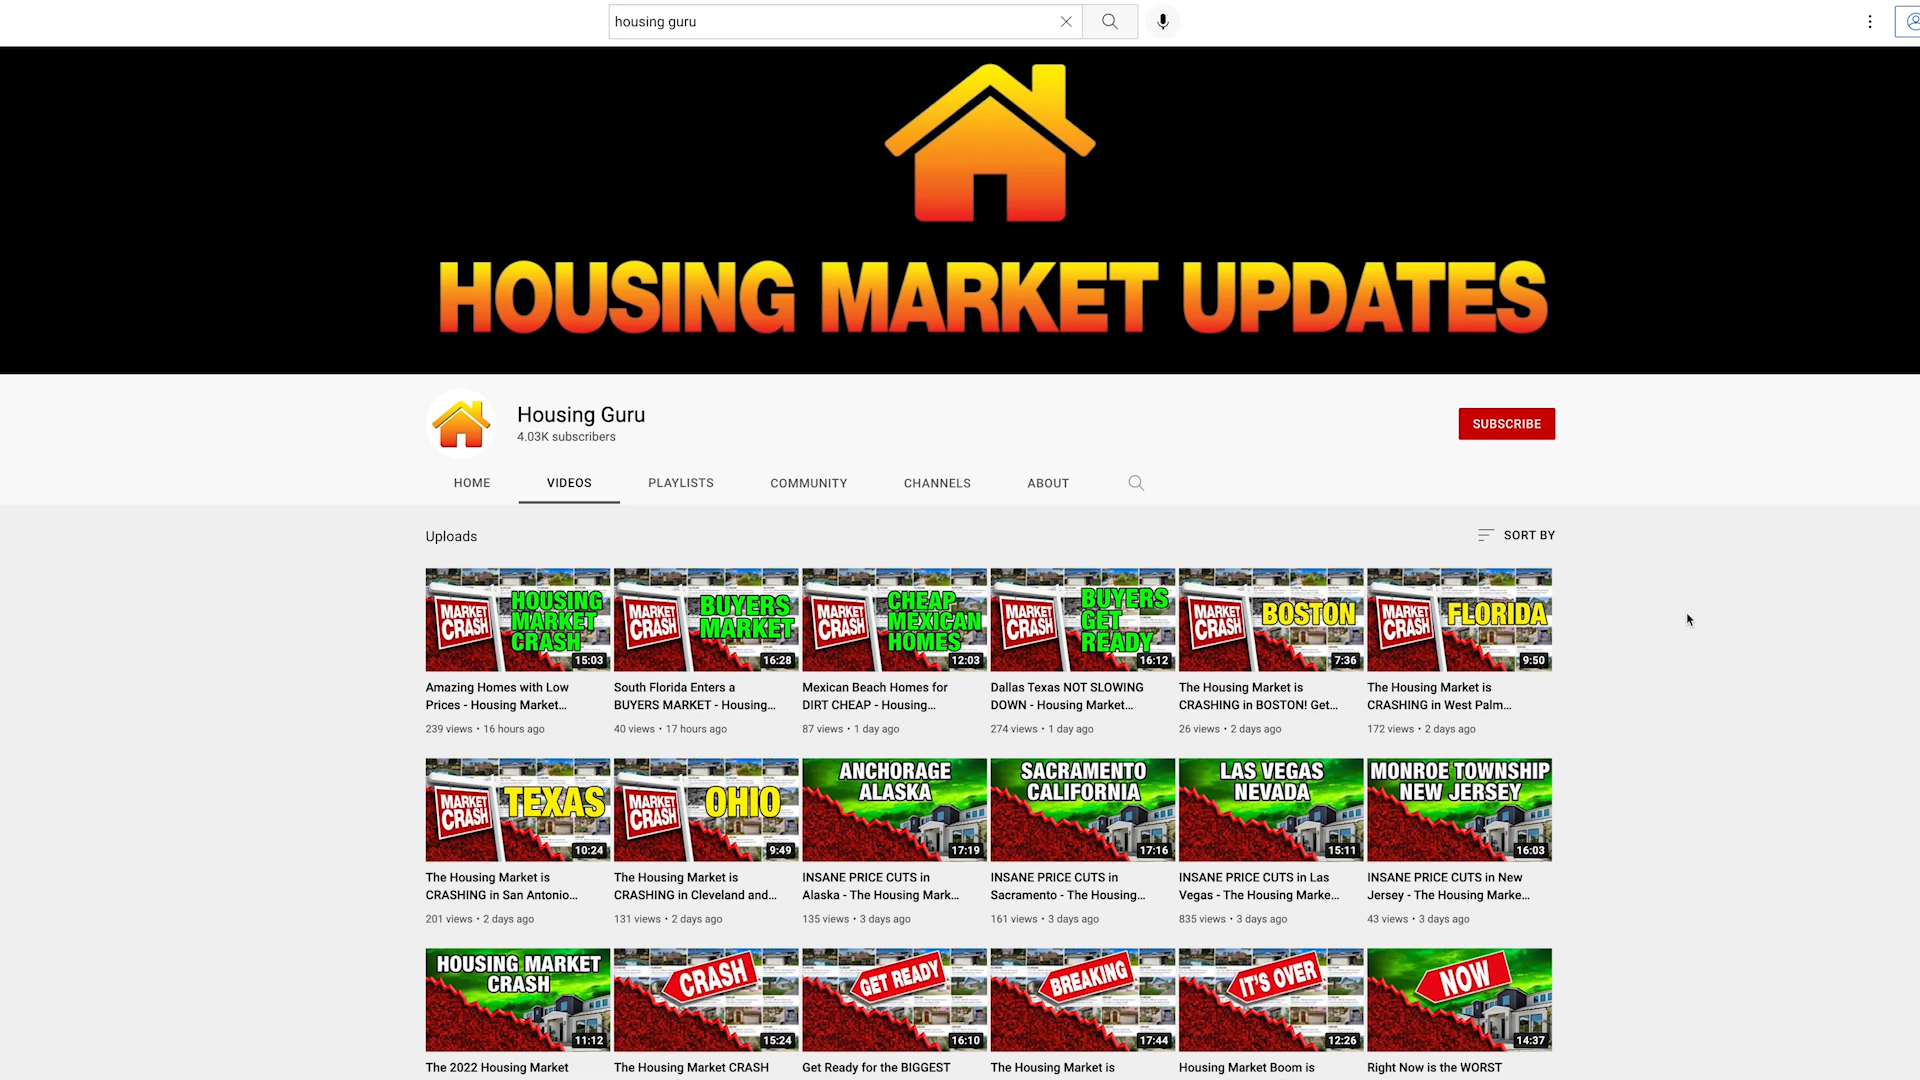 housing guru
HOUSING MARKET UPDATES
Housing Guru
4.03K subscribers
SUBSCRIBE
HOME VIDEOS PLAYLISTS COMMUNITY CHANNELS ABOUT
Uploads
SORT BY
MARKET CRASH HOUSING MARKET CRASH 15:03
MARKET CRASH BUYERS MARKET 16:28
MARKET CRASH CHEAP MEXICAN HOMES 12:03
MARKET CRASH BUYERS GET READY 16:12
MARKET CRASH BOSTON 7:36
MARKET CRASH FLORIDA 9:50
Amazing Homes with Low
Prices - Housing Market...
239 views • 16 hours ago
South Florida Enters a
BUYERS MARKET - Housing...
40 views • 17 hours ago
Mexican Beach Homes for
DIRT CHEAP - Housing...
87 views • 1 day ago
Dallas Texas NOT SLOWING
DOWN - Housing Market...
274 views • 1 day ago
The Housing Market is
CRASHING in BOSTON! Get...
26 views • 2 days ago
The Housing Market is
CRASHING in West Palm...
172 views • 2 days ago
MARKET CRASH TEXAS 10:24
MARKET CRASH OHIO 9:49
ANCHORAGE ALASKA 17:19
SACRAMENTO CALIFORNIA 17:16
LAS VEGAS NEVADA 15:11
MONROE TOWNSHIP NEW JERSEY 16:03
The Housing Market is
CRASHING in San Antonio...
201 views • 2 days ago
The Housing Market is
CRASHING in Cleveland and...
131 views • 2 days ago
INSANE PRICE CUTS in
Alaska - The Housing Mark...
135 views • 3 days ago
INSANE PRICE CUTS in
Sacramento - The Housing...
161 views • 3 days ago
INSANE PRICE CUTS in Las
Vegas - The Housing Marke...
835 views • 3 days ago
INSANE PRICE CUTS in New
Jersey - The Housing Marke...
43 views • 3 days ago
HOUSING MARKET CRASH 11:12
CRASH 15:24
GET READY 16:10
BREAKING 17:44
IT'S OVER 12:26
NOW 14:37
The 2022 Housing Market
The Housing Market CRASH
Get Ready for the BIGGEST
The Housing Market is
Housing Market Boom is
Right Now is the WORST